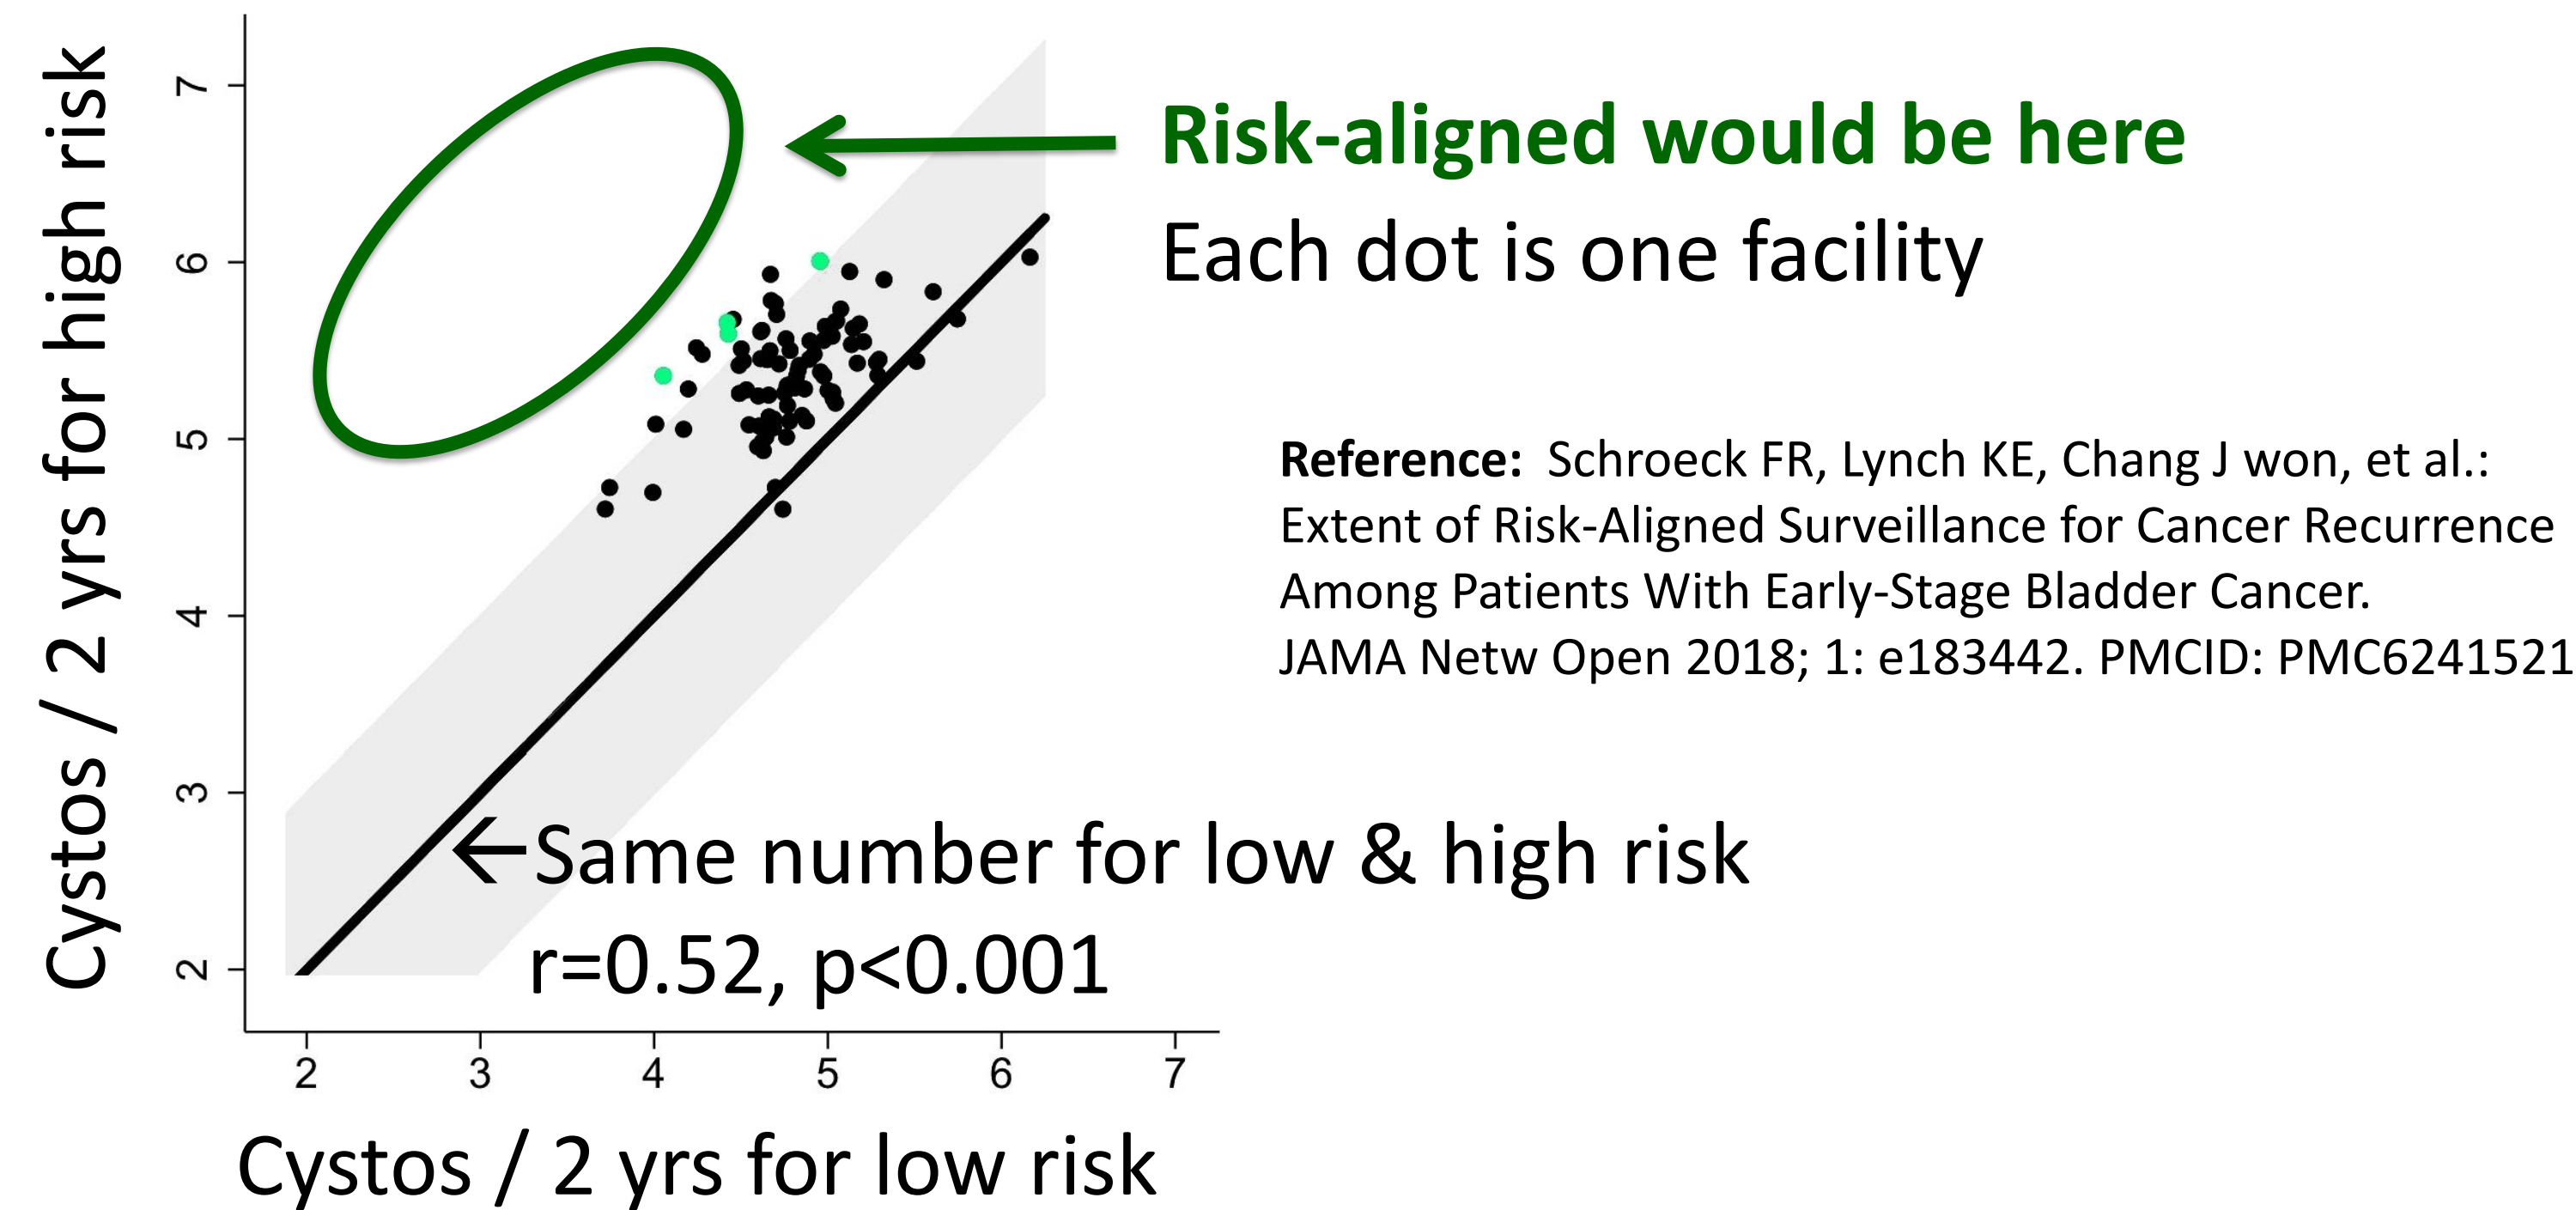 Cystos / 2 yrs for high risk
7
6
5
4
3
2
2 3 4 5 6 7
Cystos / 2 yrs for low risk
Risk-aligned would be here
Each dot is one facility
Reference: Schroeck FR, Lynch KE, Chang J won, et al.:
Extent of Risk-Aligned Surveillance for Cancer Recurrence
Among Patients With Early-Stage Bladder Cancer.
JAMA Netw Open 2018; 1: e183442. PMCID: PMC6241521
←Same number for low & high risk
r=0.52, p<0.001